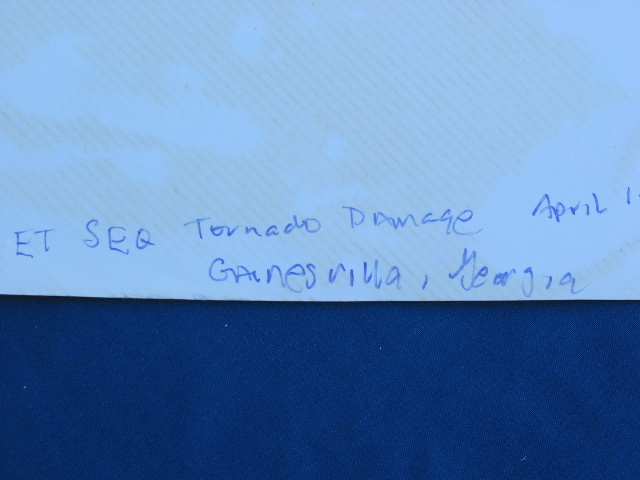 ET SEQ Tornado Damage April 1
Gainesvilla, Georgia